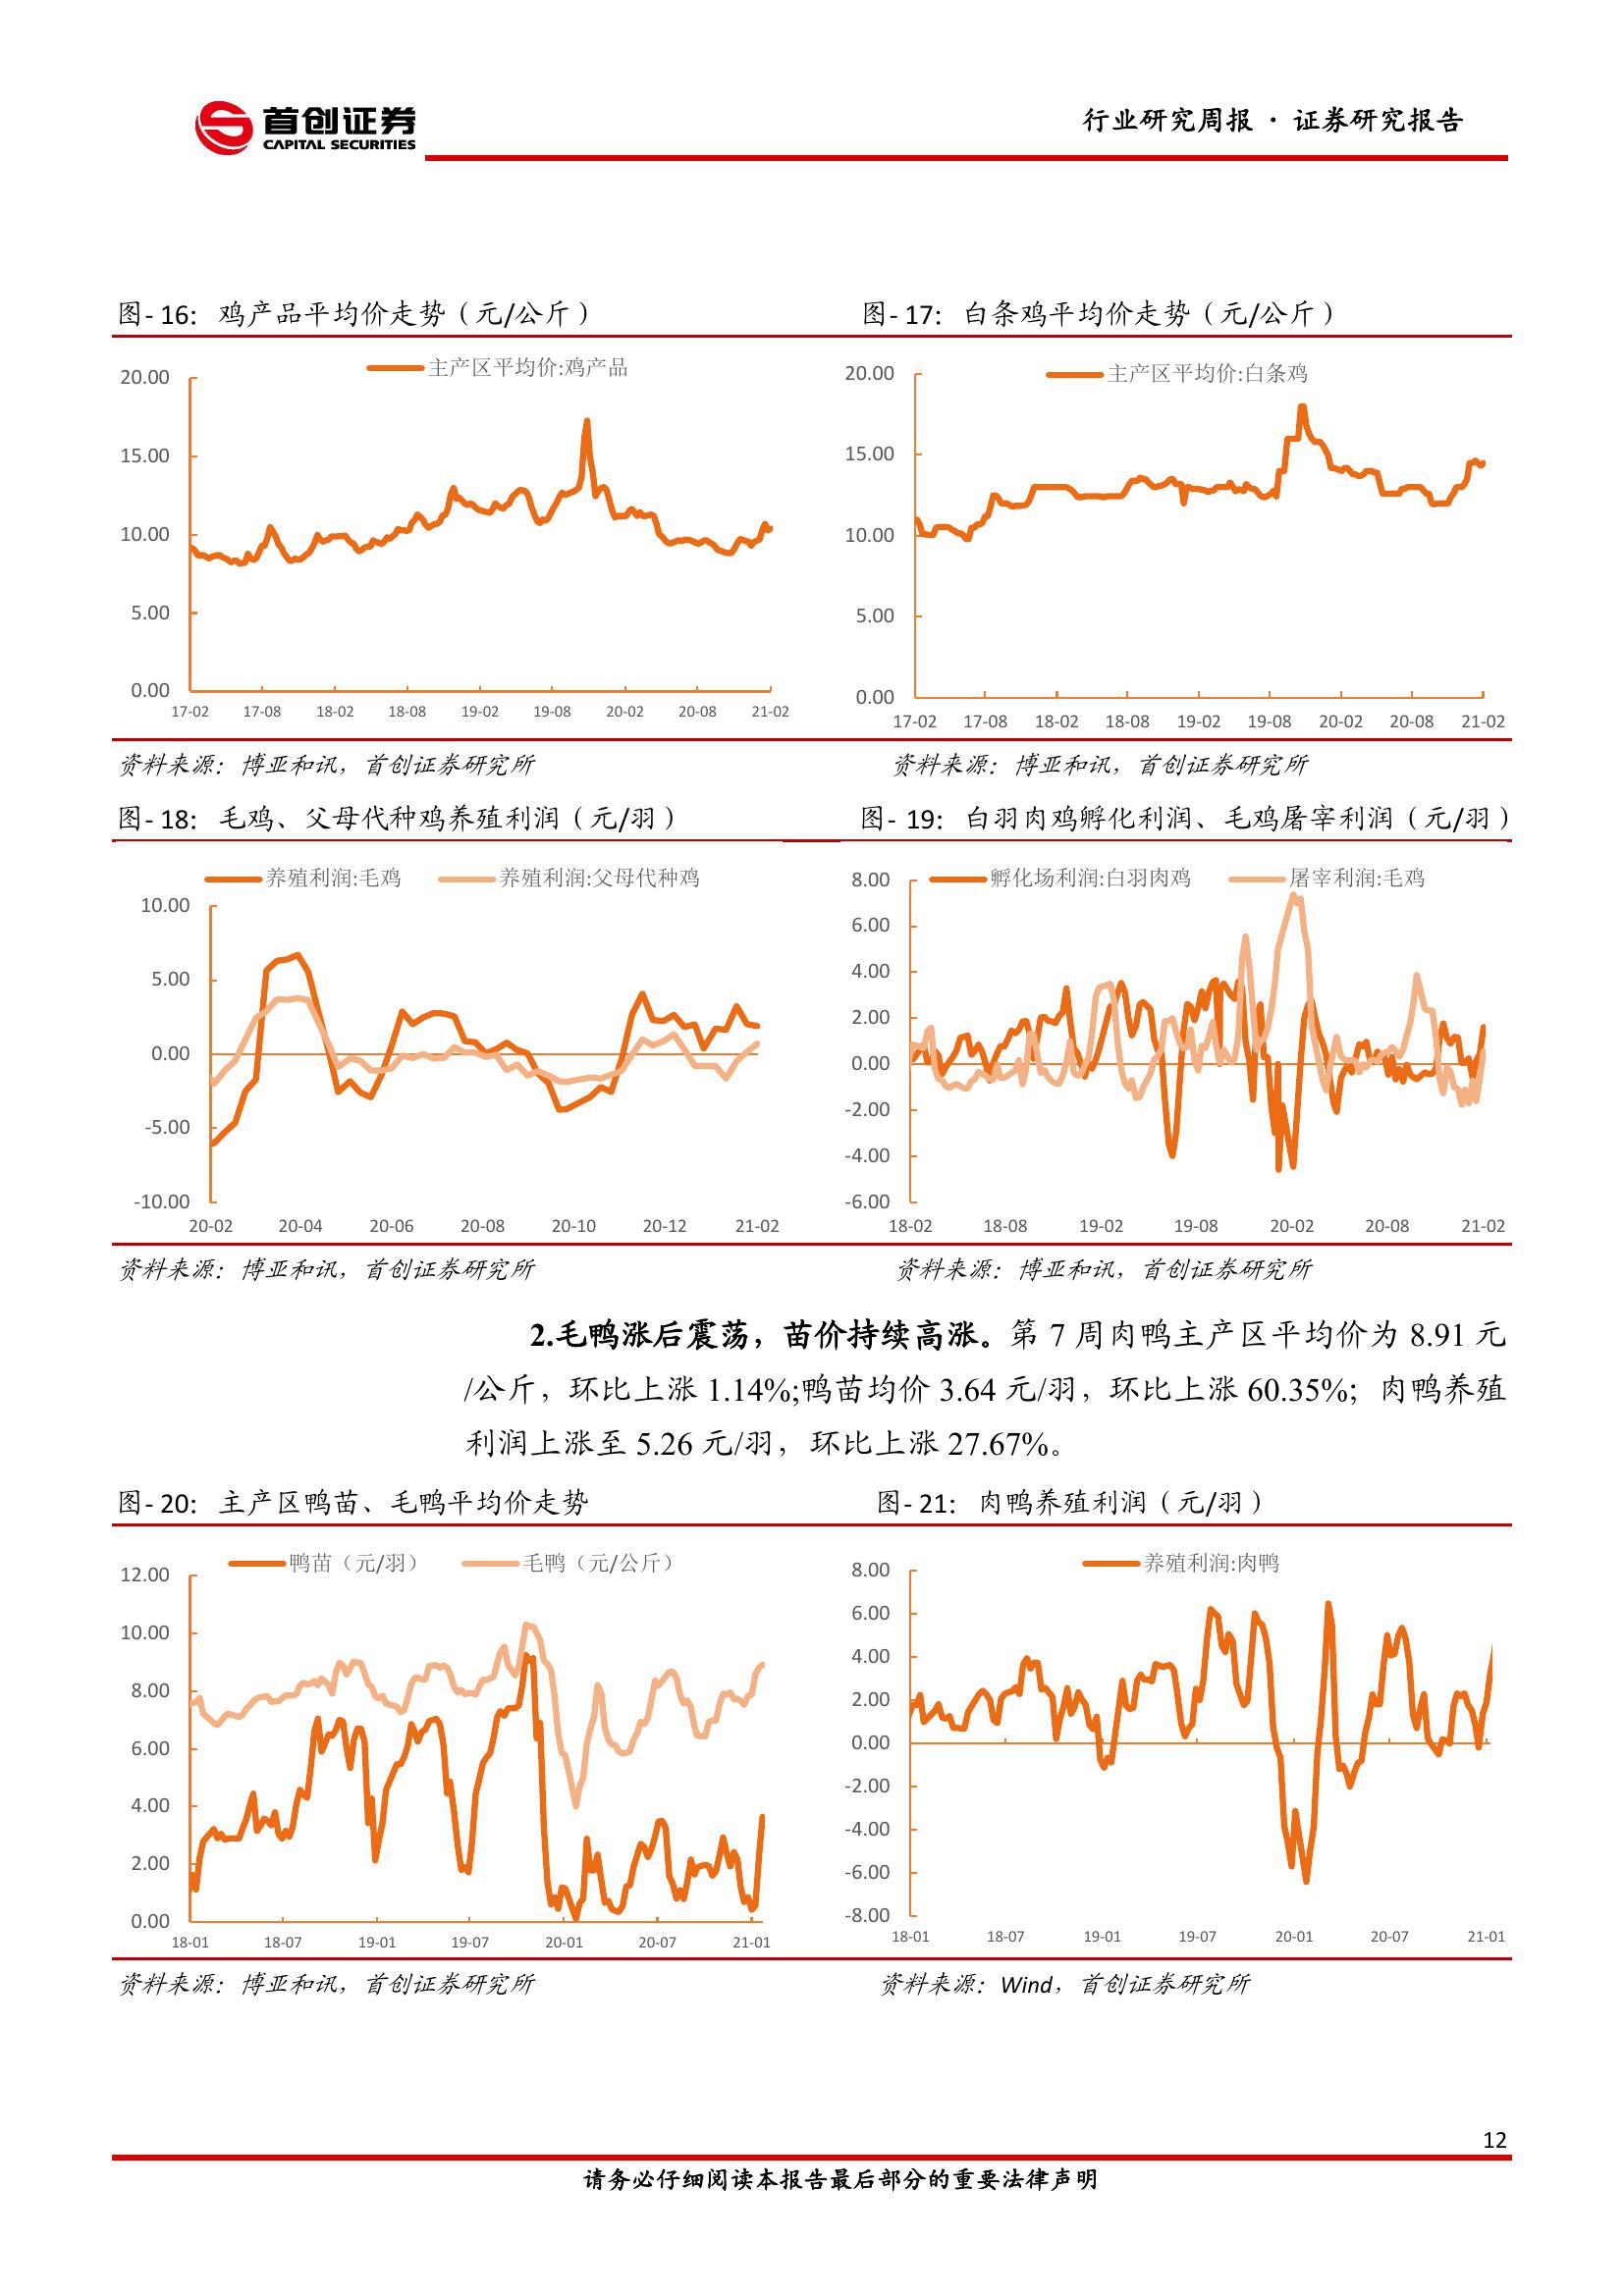 首创证券
CAPITAL SECURITIES
行业研究周报 · 证券研究报告
图- 16: 鸡产品平均价走势（元/公斤）
主产区平均价:鸡产品
20.00
15.00
10.00
5.00
0.00
17-02 17-08 18-02 18-08 19-02 19-08 20-02 20-08 21-02
资料来源：博亚和讯，首创证券研究所
图- 17: 白条鸡平均价走势（元/公斤）
主产区平均价:白条鸡
20.00
15.00
10.00
5.00
0.00
17-02 17-08 18-02 18-08 19-02 19-08 20-02 20-08 21-02
资料来源：博亚和讯，首创证券研究所
图- 18: 毛鸡、父母代种鸡养殖利润（元/羽）
养殖利润:毛鸡 养殖利润:父母代种鸡
10.00
5.00
0.00
-5.00
-10.00
20-02 20-04 20-06 20-08 20-10 20-12 21-02
资料来源：博亚和讯，首创证券研究所
图- 19: 白羽肉鸡孵化利润、毛鸡屠宰利润（元/羽）
孵化场利润:白羽肉鸡 屠宰利润:毛鸡
8.00
6.00
4.00
2.00
0.00
-2.00
-4.00
-6.00
18-02 18-08 19-02 19-08 20-02 20-08 21-02
资料来源：博亚和讯，首创证券研究所
2.毛鸭涨后震荡，苗价持续高涨。第 7 周肉鸭主产区平均价为 8.91 元
/公斤，环比上涨 1.14%;鸭苗均价 3.64 元/羽，环比上涨 60.35%；肉鸭养殖
利润上涨至 5.26 元/羽，环比上涨 27.67%。
图- 20: 主产区鸭苗、毛鸭平均价走势
鸭苗（元/羽） 毛鸭（元/公斤）
12.00
10.00
8.00
6.00
4.00
2.00
0.00
18-01 18-07 19-01 19-07 20-01 20-07 21-01
资料来源：博亚和讯，首创证券研究所
图- 21: 肉鸭养殖利润（元/羽）
养殖利润:肉鸭
8.00
6.00
4.00
2.00
0.00
-2.00
-4.00
-6.00
-8.00
18-01 18-07 19-01 19-07 20-01 20-07 21-01
资料来源：Wind，首创证券研究所
12
请务必仔细阅读本报告最后部分的重要法律声明